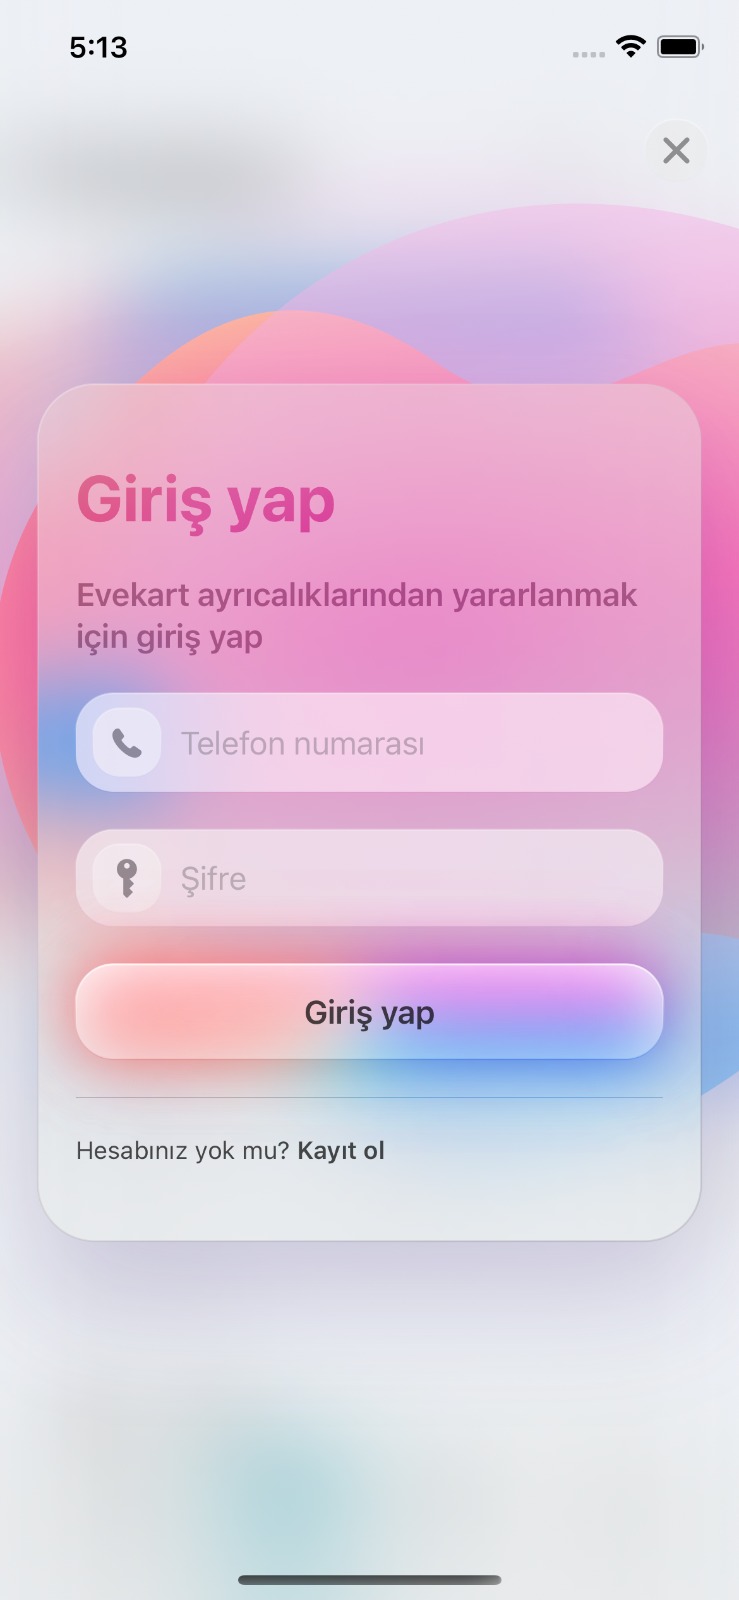 5:13
Giriş yap
Evekart ayrıcalıklarından yararlanmak
için giriş yap
Telefon numarası
Şifre
Giriş yap
Hesabınız yok mu? Kayıt ol